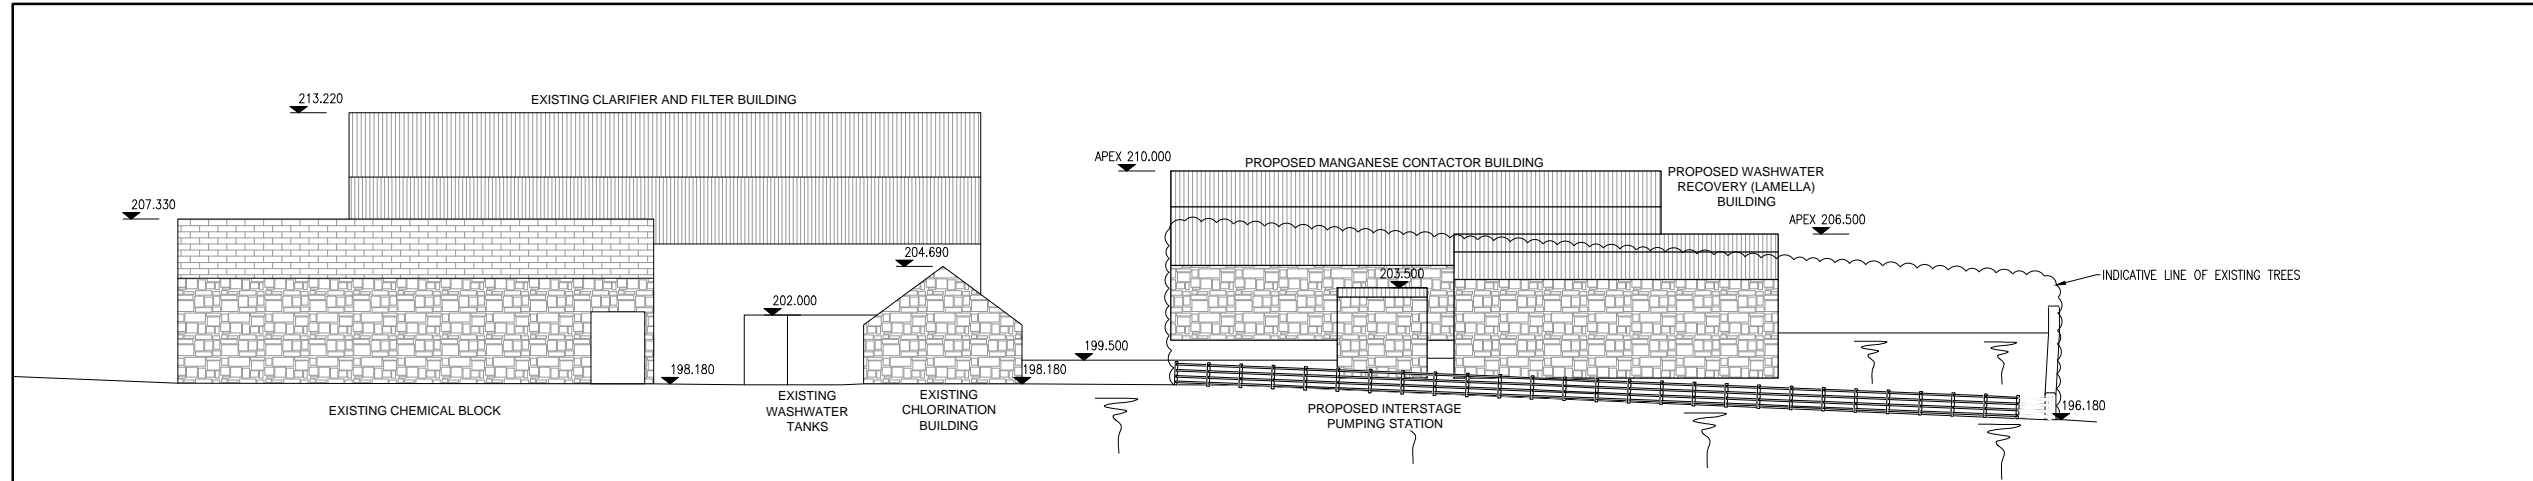 213.220
EXISTING CLARIFIER AND FILTER BUILDING
207.330
204.690
202.000
198.180
199.500
198.180
EXISTING CHEMICAL BLOCK
EXISTING
WASHWATER
TANKS
EXISTING
CHLORINATION
BUILDING
APEX 210.000
PROPOSED MANGANESE CONTACTOR BUILDING
PROPOSED WASHWATER
RECOVERY (LAMELLA)
BUILDING
APEX 206.500
203.500
INDICATIVE LINE OF EXISTING TREES
PROPOSED INTERSTAGE
PUMPING STATION
196.180